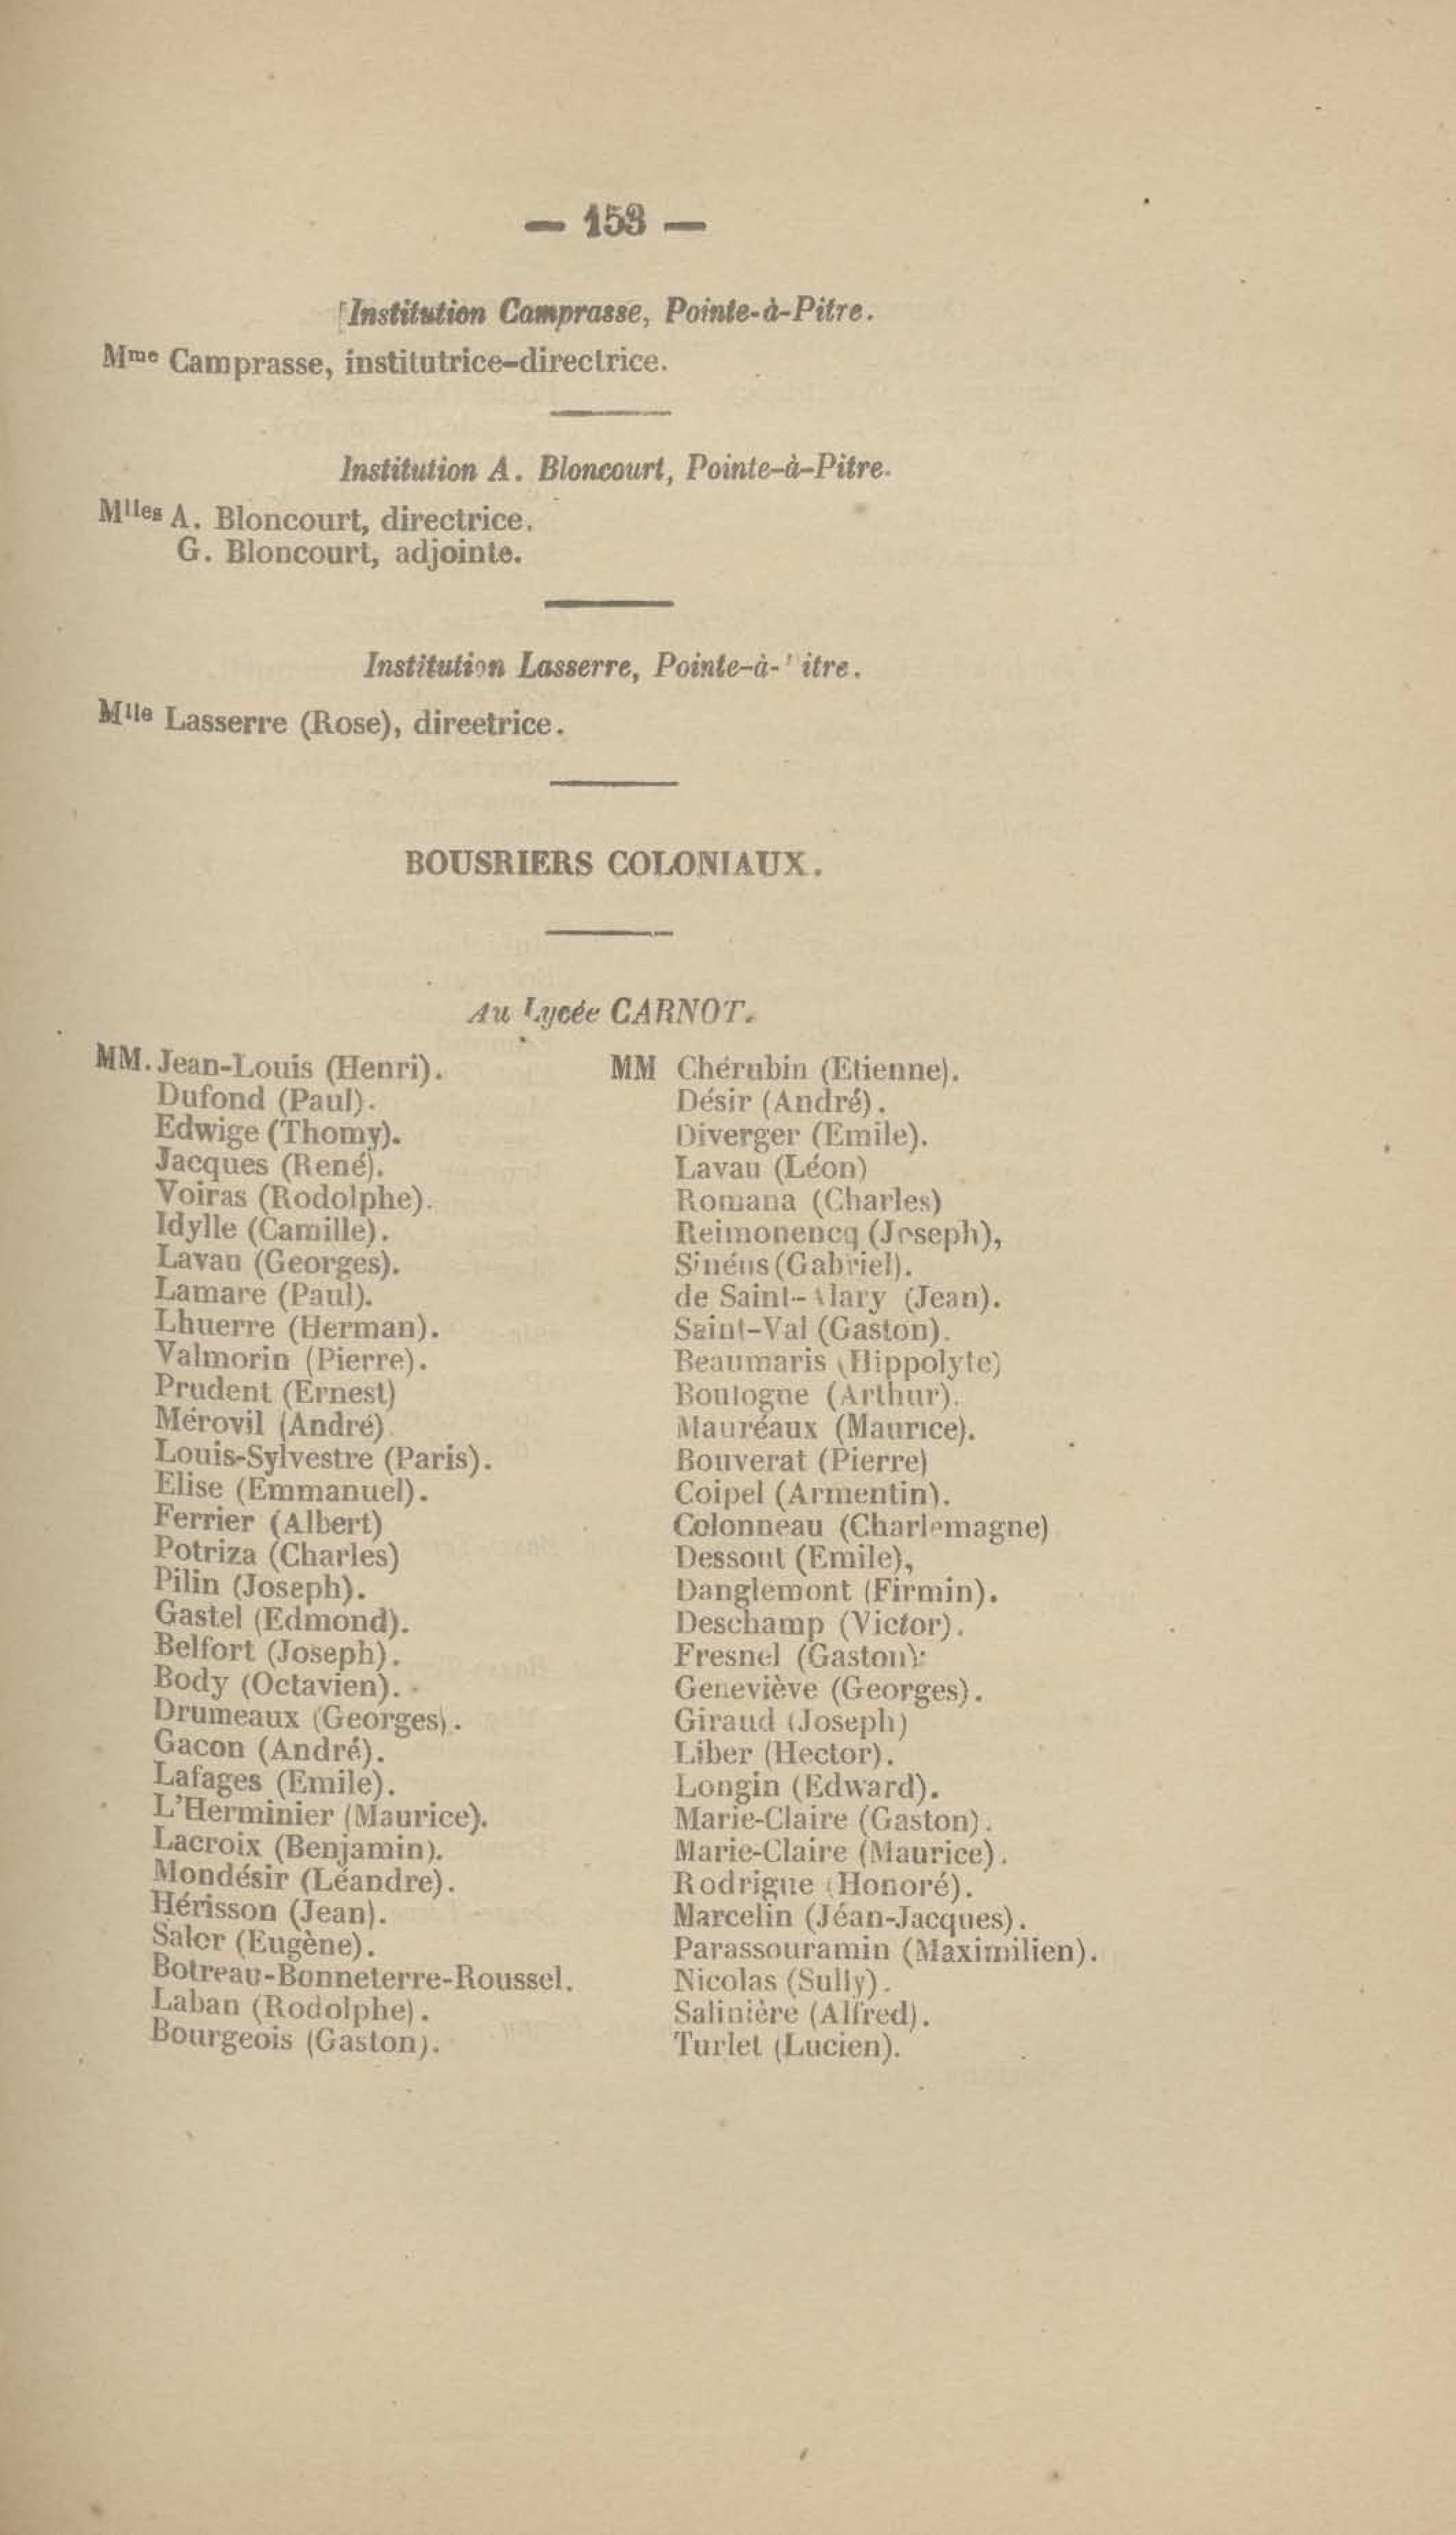 — 153 —
Institution Camprasse, Pointe-à-Pitre.
Mme Camprasse, institutrice-directrice.
Institution A. Bloncourt, Pointe-à-Pitre.
Mlles A. Bloncourt, directrice.
G. Bloncourt, adjointe.
Institution Lasserre, Pointe-à-' itre.
Mlle Lasserre (Rose), direetrice.
BOUSRIERS COLONIAUX.
Au Lycée CARNOT.
MM. Jean-Louis (Henri).
Dufond (Paul).
Edwige (Thomy).
Jacques (René).
Voiras (Rodolphe).
Idylle (Camille).
Lavau (Georges).
Lamare (Paul).
Lhuerre (Herman).
Valmorin (Pierre).
Prudent (Ernest)
Mérovil (André).
Louis-Sylvestre (Paris).
Elise (Emmanuel).
Ferrier (Albert)
Potriza (Charles)
Pilin (Joseph).
Gastel (Edmond).
Belfort (Joseph).
Body (Octavien).
Drumeaux (Georges).
Gacon (André).
Lafages (Emile).
L'Herminier (Maurice).
Lacroix (Benjamin).
Mondésir (Léandre).
Hérisson (Jean).
Salor (Eugène).
Botreau-Bonneterre-Roussel.
Laban (Rodolphe).
Bourgeois (Gaston).
MM Chérubin (Etienne).
Désir (André).
Diverger (Emile).
Lavau (Léon)
Romana (Charles)
Reimonencq (Joseph),
Sinéus (Gabriel).
de Saint-Alary (Jean).
Saint-Val (Gaston).
Beaumaris (Hippolyte)
Boulogne (Arthur).
Mauréaux (Maurice).
Bouverat (Pierre)
Coipel (Armentin).
Colonneau (Charlemagne)
Dessout (Emile),
Danglemont (Firmin).
Deschamp (Victor).
Fresnel (Gaston):
Geneviève (Georges).
Giraud (Joseph)
Liber (Hector).
Longin (Edward).
Marie-Claire (Gaston).
Marie-Claire (Maurice).
Rodrigue (Honoré).
Marcelin (Jéan-Jacques).
Parassouramin (Maximilien).
Nicolas (Sully).
Salinière (Alfred).
Turlet (Lucien).